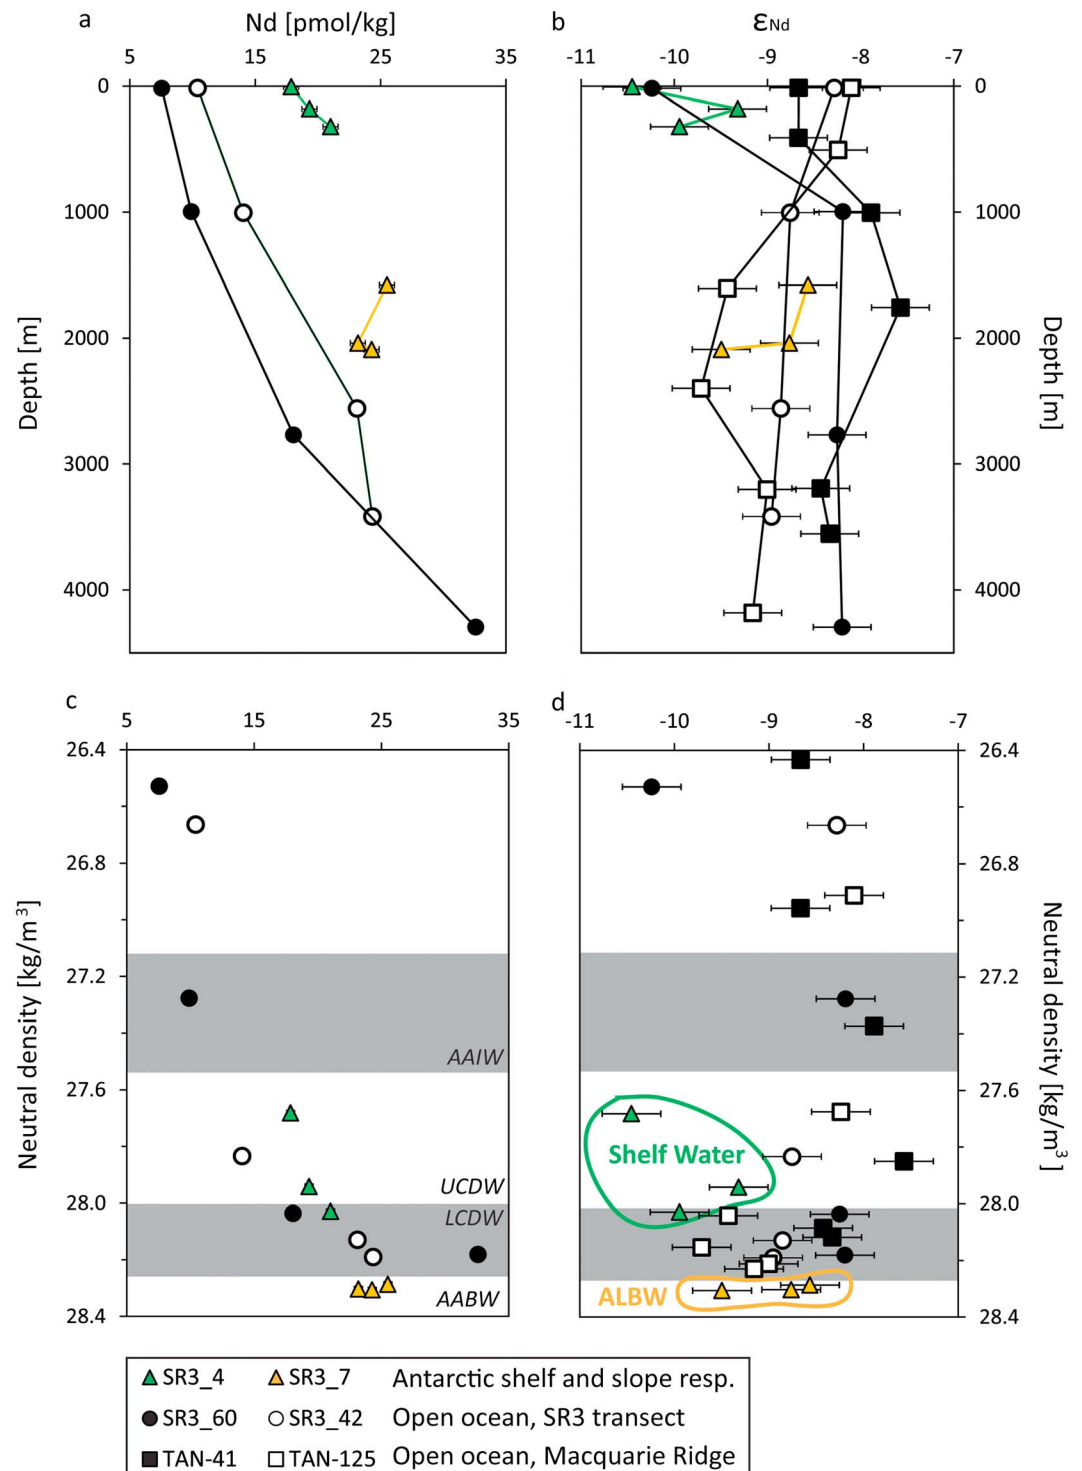 a
Nd [pmol/kg]
5 15 25 35
0
1000
2000
3000
4000
Depth [m]
b
εNd
-11 -10 -9 -8 -7
0
1000
2000
3000
4000
Depth [m]
c
5 15 25 35
26.4
26.8
27.2
27.6
28.0
28.4
Neutral density [kg/m³]
AAIW
UCDW
LCDW
AABW
d
-11 -10 -9 -8 -7
26.4
26.8
27.2
27.6
28.0
28.4
Neutral density [kg/m³]
Shelf Water
ALBW
SR3_4 SR3_7 Antarctic shelf and slope resp.
SR3_60 SR3_42 Open ocean, SR3 transect
TAN-41 TAN-125 Open ocean, Macquarie Ridge